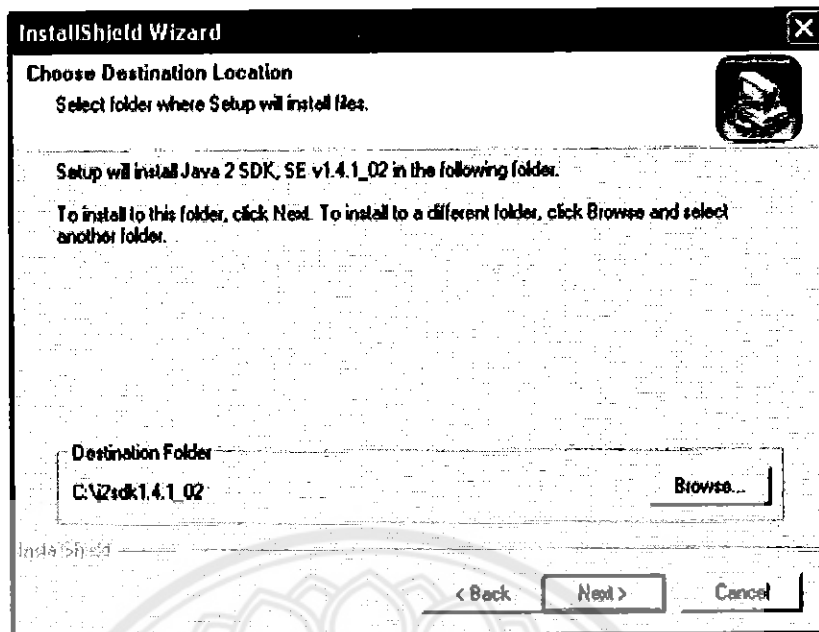 InstallShield Wizard
Choose Destination Location
Select folder where Setup will install files.
Setup will install Java 2 SDK, SE v1.4.1_02 in the following folder.
To install to this folder, click Next. To install to a different folder, click Browse and select
another folder.
Destination Folder
C:\j2sdk1.4.1_02
Browse...
InstallShield
< Back
Next >
Cancel